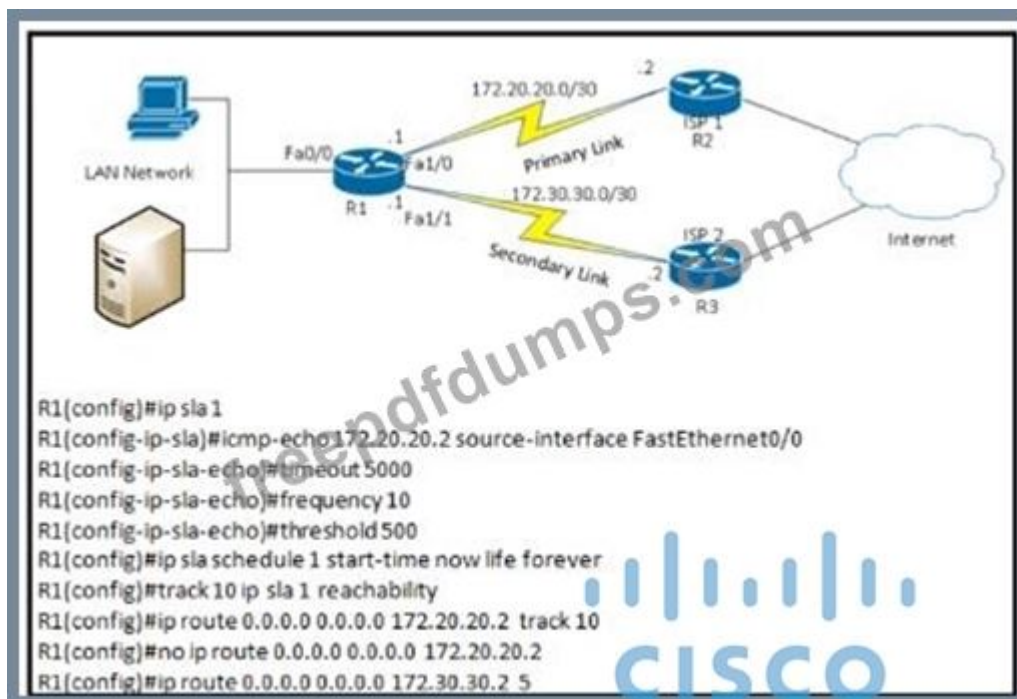 172.20.20.0/30
.2
ISP 1
R2
LAN Network
Fa0/0
.1
Fa1/0
Primary Link
R1
.1
Fa1/1
172.30.30.0/30
Secondary Link
ISP 2
.2
R3
Internet
freepdfdumps.com
R1(config)#ip sla 1
R1(config-ip-sla)#icmp-echo 172.20.20.2 source-interface FastEthernet0/0
R1(config-ip-sla-echo)#timeout 5000
R1(config-ip-sla-echo)#frequency 10
R1(config-ip-sla-echo)#threshold 500
R1(config)#ip sla schedule 1 start-time now life forever
R1(config)#track 10 ip sla 1 reachability
R1(config)#ip route 0.0.0.0 0.0.0.0 172.20.20.2 track 10
R1(config)#no ip route 0.0.0.0 0.0.0.0 172.20.20.2
R1(config)#ip route 0.0.0.0 0.0.0.0 172.30.30.2 5
CISCO